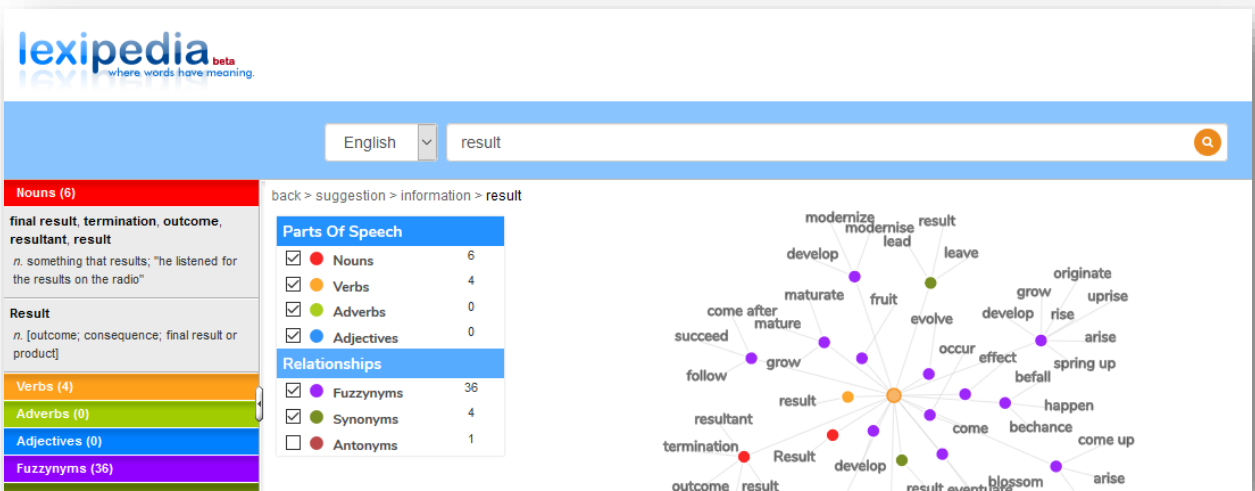 lexipedia beta
where words have meaning.
English
result
Nouns (6)
final result, termination, outcome,
resultant, result
n. something that results; "he listened for
the results on the radio"
Result
n. [outcome; consequence; final result or
product]
Verbs (4)
Adverbs (0)
Adjectives (0)
Fuzzynyms (36)
back > suggestion > information > result
Parts Of Speech
Nouns 6
Verbs 4
Adverbs 0
Adjectives 0
Relationships
Fuzzynyms 36
Synonyms 4
Antonyms 1
modernize
modernise
result
lead
develop
leave
originate
maturate
fruit
grow
uprise
come after
mature
evolve
develop
rise
succeed
arise
occur
effect
grow
spring up
follow
befall
result
happen
resultant
come
bechance
termination
Result
come up
develop
outcome
result
result
eventuate
blossom
arise